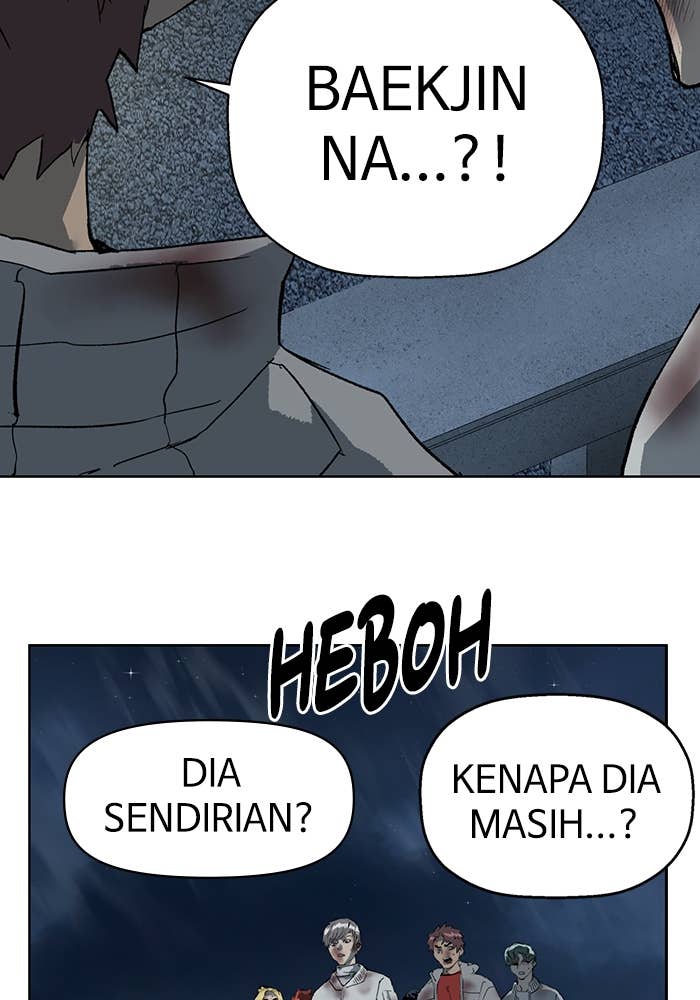 BAEKJIN
NA...?!
HEBOH
DIA
SENDIRIAN?
KENAPA DIA
MASIH...?